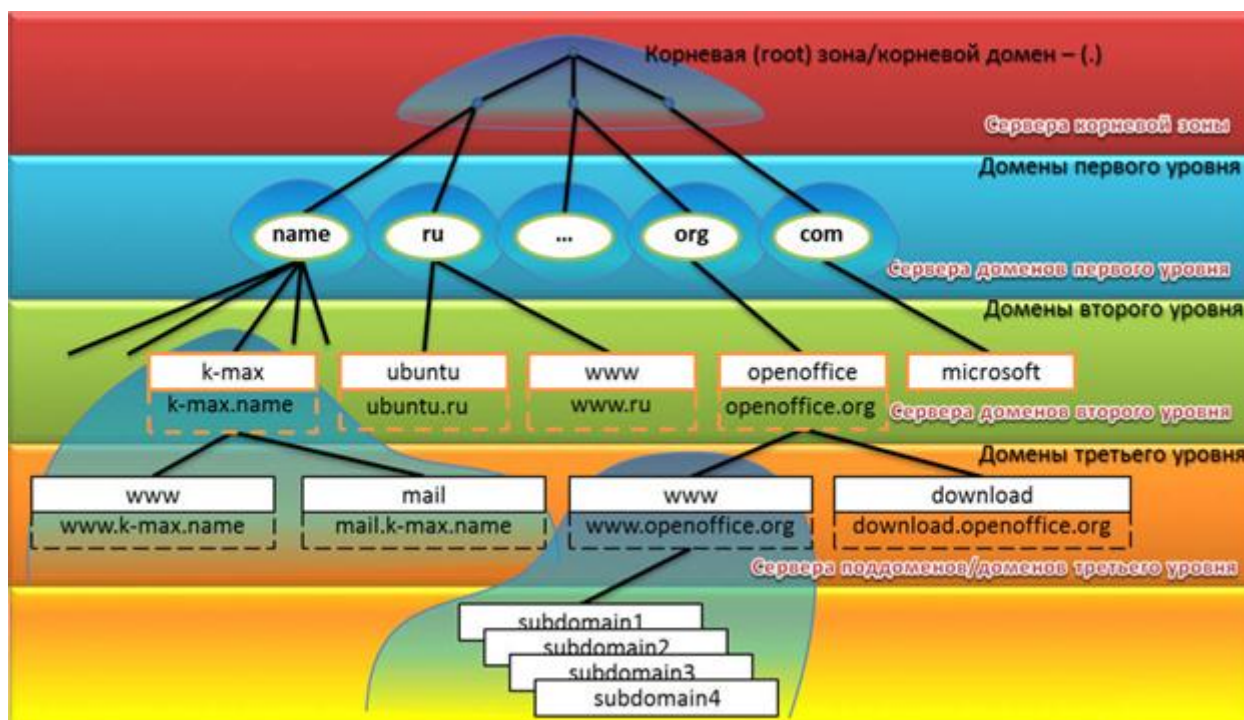 Корневая (root) зона/корневой домен – (.)
Сервера корневой зоны
Домены первого уровня
name
ru
...
org
com
Сервера доменов первого уровня
Домены второго уровня
k-max
ubuntu
www
openoffice
microsoft
k-max.name
ubuntu.ru
www.ru
openoffice.org
Сервера доменов второго уровня
Домены третьего уровня
www
mail
www
download
www.k-max.name
mail.k-max.name
www.openoffice.org
download.openoffice.org
Сервера поддоменов/доменов третьего уровня
subdomain1
subdomain2
subdomain3
subdomain4